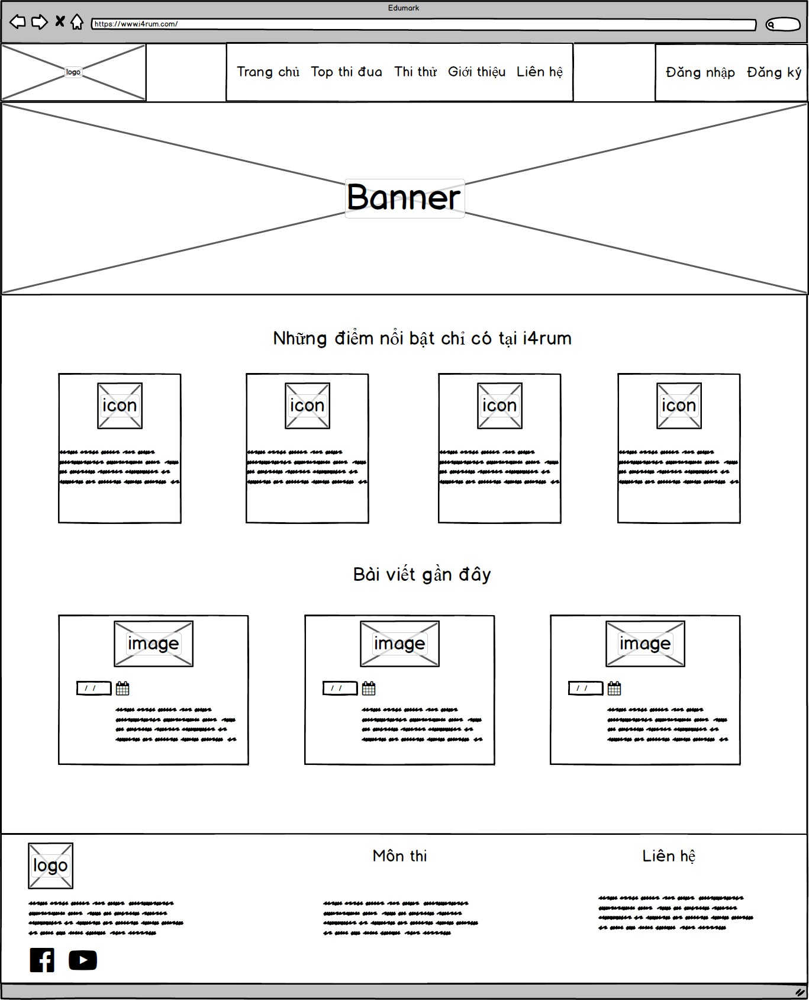 Edumark
https://www.i4rum.com/
logo
Trang chủ Top thi đua Thi thử Giới thiệu Liên hệ
Đăng nhập Đăng ký
Banner
Những điểm nổi bật chỉ có tại i4rum
icon icon icon icon
Bài viết gần đây
image image image
/ / / / / /
logo
Môn thi
Liên hệ